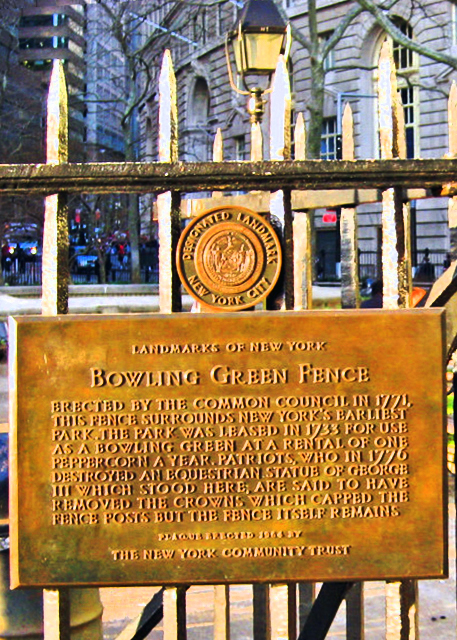 DESIGNATED LANDMARK
NEW YORK CITY
LANDMARKS OF NEW YORK
BOWLING GREEN FENCE
ERECTED BY THE COMMON COUNCIL IN 1771,
THIS FENCE SURROUNDS NEW YORK'S EARLIEST
PARK. THE PARK WAS LEASED IN 1733 FOR USE
AS A BOWLING GREEN AT A RENTAL OF ONE
PEPPERCORN A YEAR. PATRIOTS, WHO IN 1776
DESTROYED AN EQUESTRIAN STATUE OF GEORGE
III WHICH STOOD HERE, ARE SAID TO HAVE
REMOVED THE CROWNS WHICH CAPPED THE
FENCE POSTS BUT THE FENCE ITSELF REMAINS
PLAQUE ERECTED BY
THE NEW YORK COMMUNITY TRUST